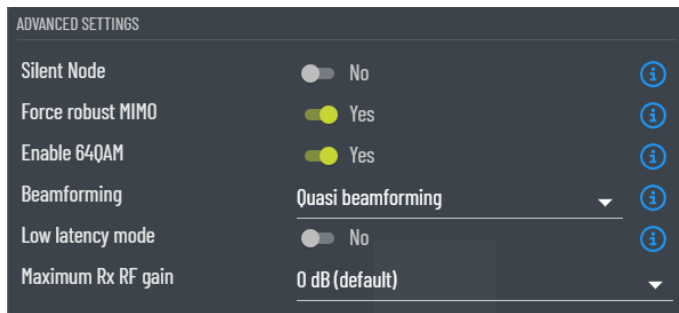 ADVANCED SETTINGS
Silent Node No
Force robust MIMO Yes
Enable 64QAM Yes
Beamforming Quasi beamforming
Low latency mode No
Maximum Rx RF gain 0 dB (default)